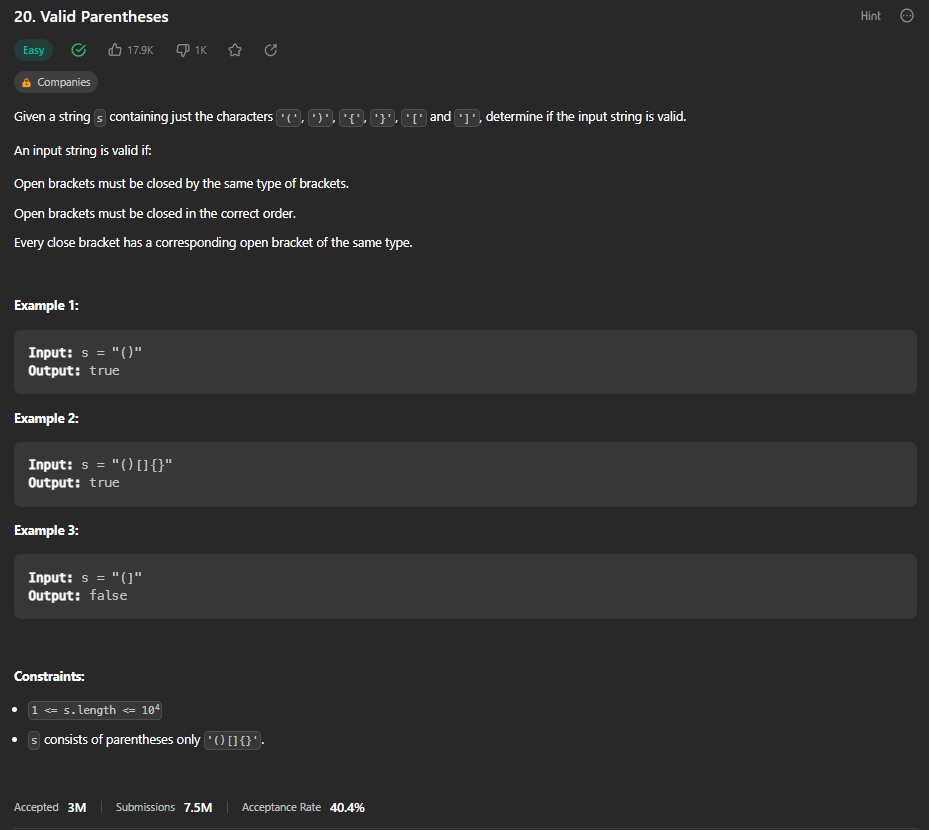 20. Valid Parentheses
Hint
Easy
17.9K
1K
Companies
Given a string s containing just the characters '(', ')', '{', '}', '[' and ']', determine if the input string is valid.
An input string is valid if:
Open brackets must be closed by the same type of brackets.
Open brackets must be closed in the correct order.
Every close bracket has a corresponding open bracket of the same type.
Example 1:
Input: s = "()"
Output: true
Example 2:
Input: s = "()[]{}"
Output: true
Example 3:
Input: s = "(]"
Output: false
Constraints:
1 <= s.length <= 10⁴
s consists of parentheses only '()[]{}'.
Accepted 3M Submissions 7.5M Acceptance Rate 40.4%